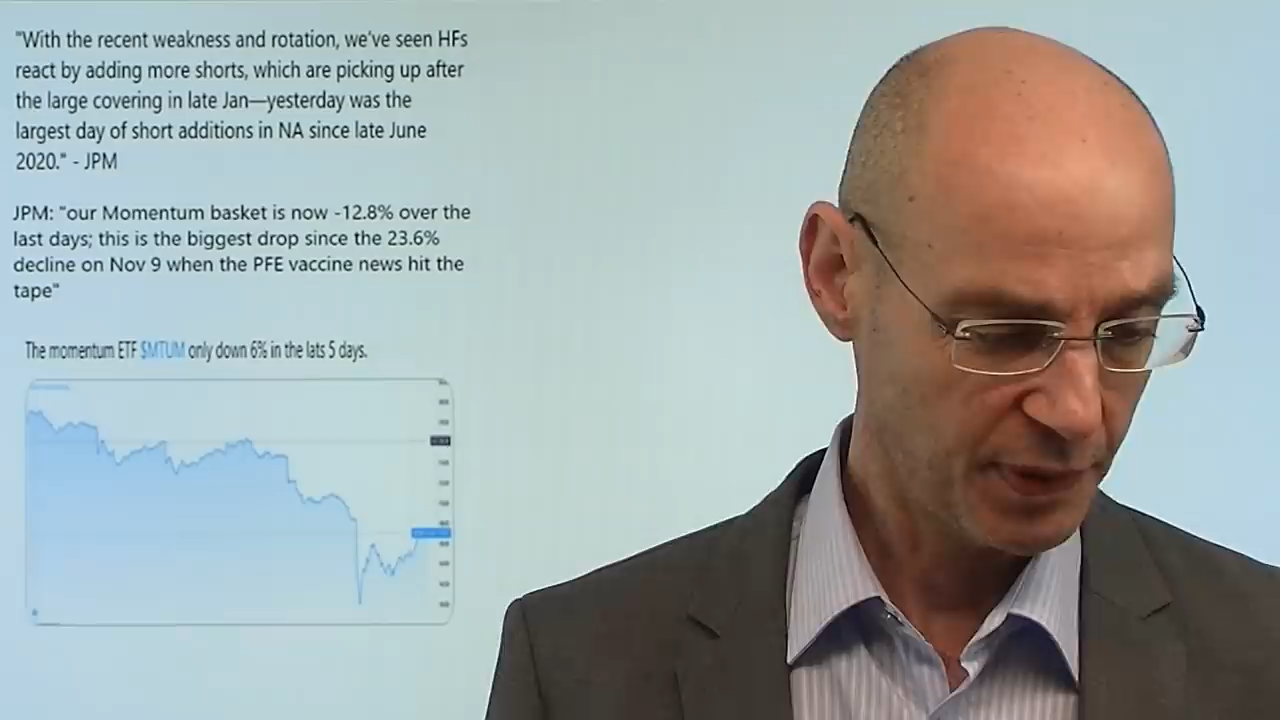 "With the recent weakness and rotation, we've seen HFs
react by adding more shorts, which are picking up after
the large covering in late Jan—yesterday was the
largest day of short additions in NA since late June
2020." - JPM
JPM: "our Momentum basket is now -12.8% over the
last days; this is the biggest drop since the 23.6%
decline on Nov 9 when the PFE vaccine news hit the
tape"
The momentum ETF $MTUM only down 6% in the lats 5 days.